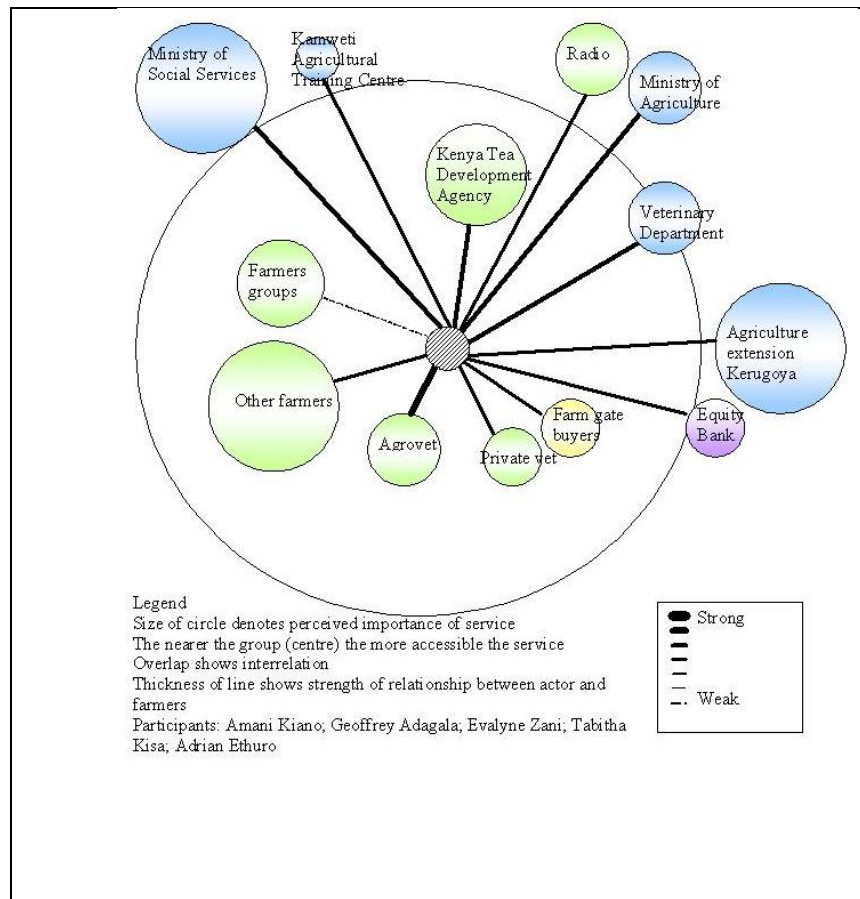 Ministry of
Social Services
Kamweti
Agricultural
Training Centre
Radio
Ministry of
Agriculture
Kenya Tea
Development
Agency
Veterinary
Department
Farmers
groups
Agriculture
extension
Kerugoya
Other farmers
Agrovet
Private vet
Farm gate
buyers
Equity
Bank
Legend
Size of circle denotes perceived importance of service
The nearer the group (centre) the more accessible the service
Overlap shows interrelation
Thickness of line shows strength of relationship between actor and
farmers
Participants: Amani Kiano; Geoffrey Adagala; Evalyne Zani; Tabitha
Kisa; Adrian Ethuro
Strong
Weak